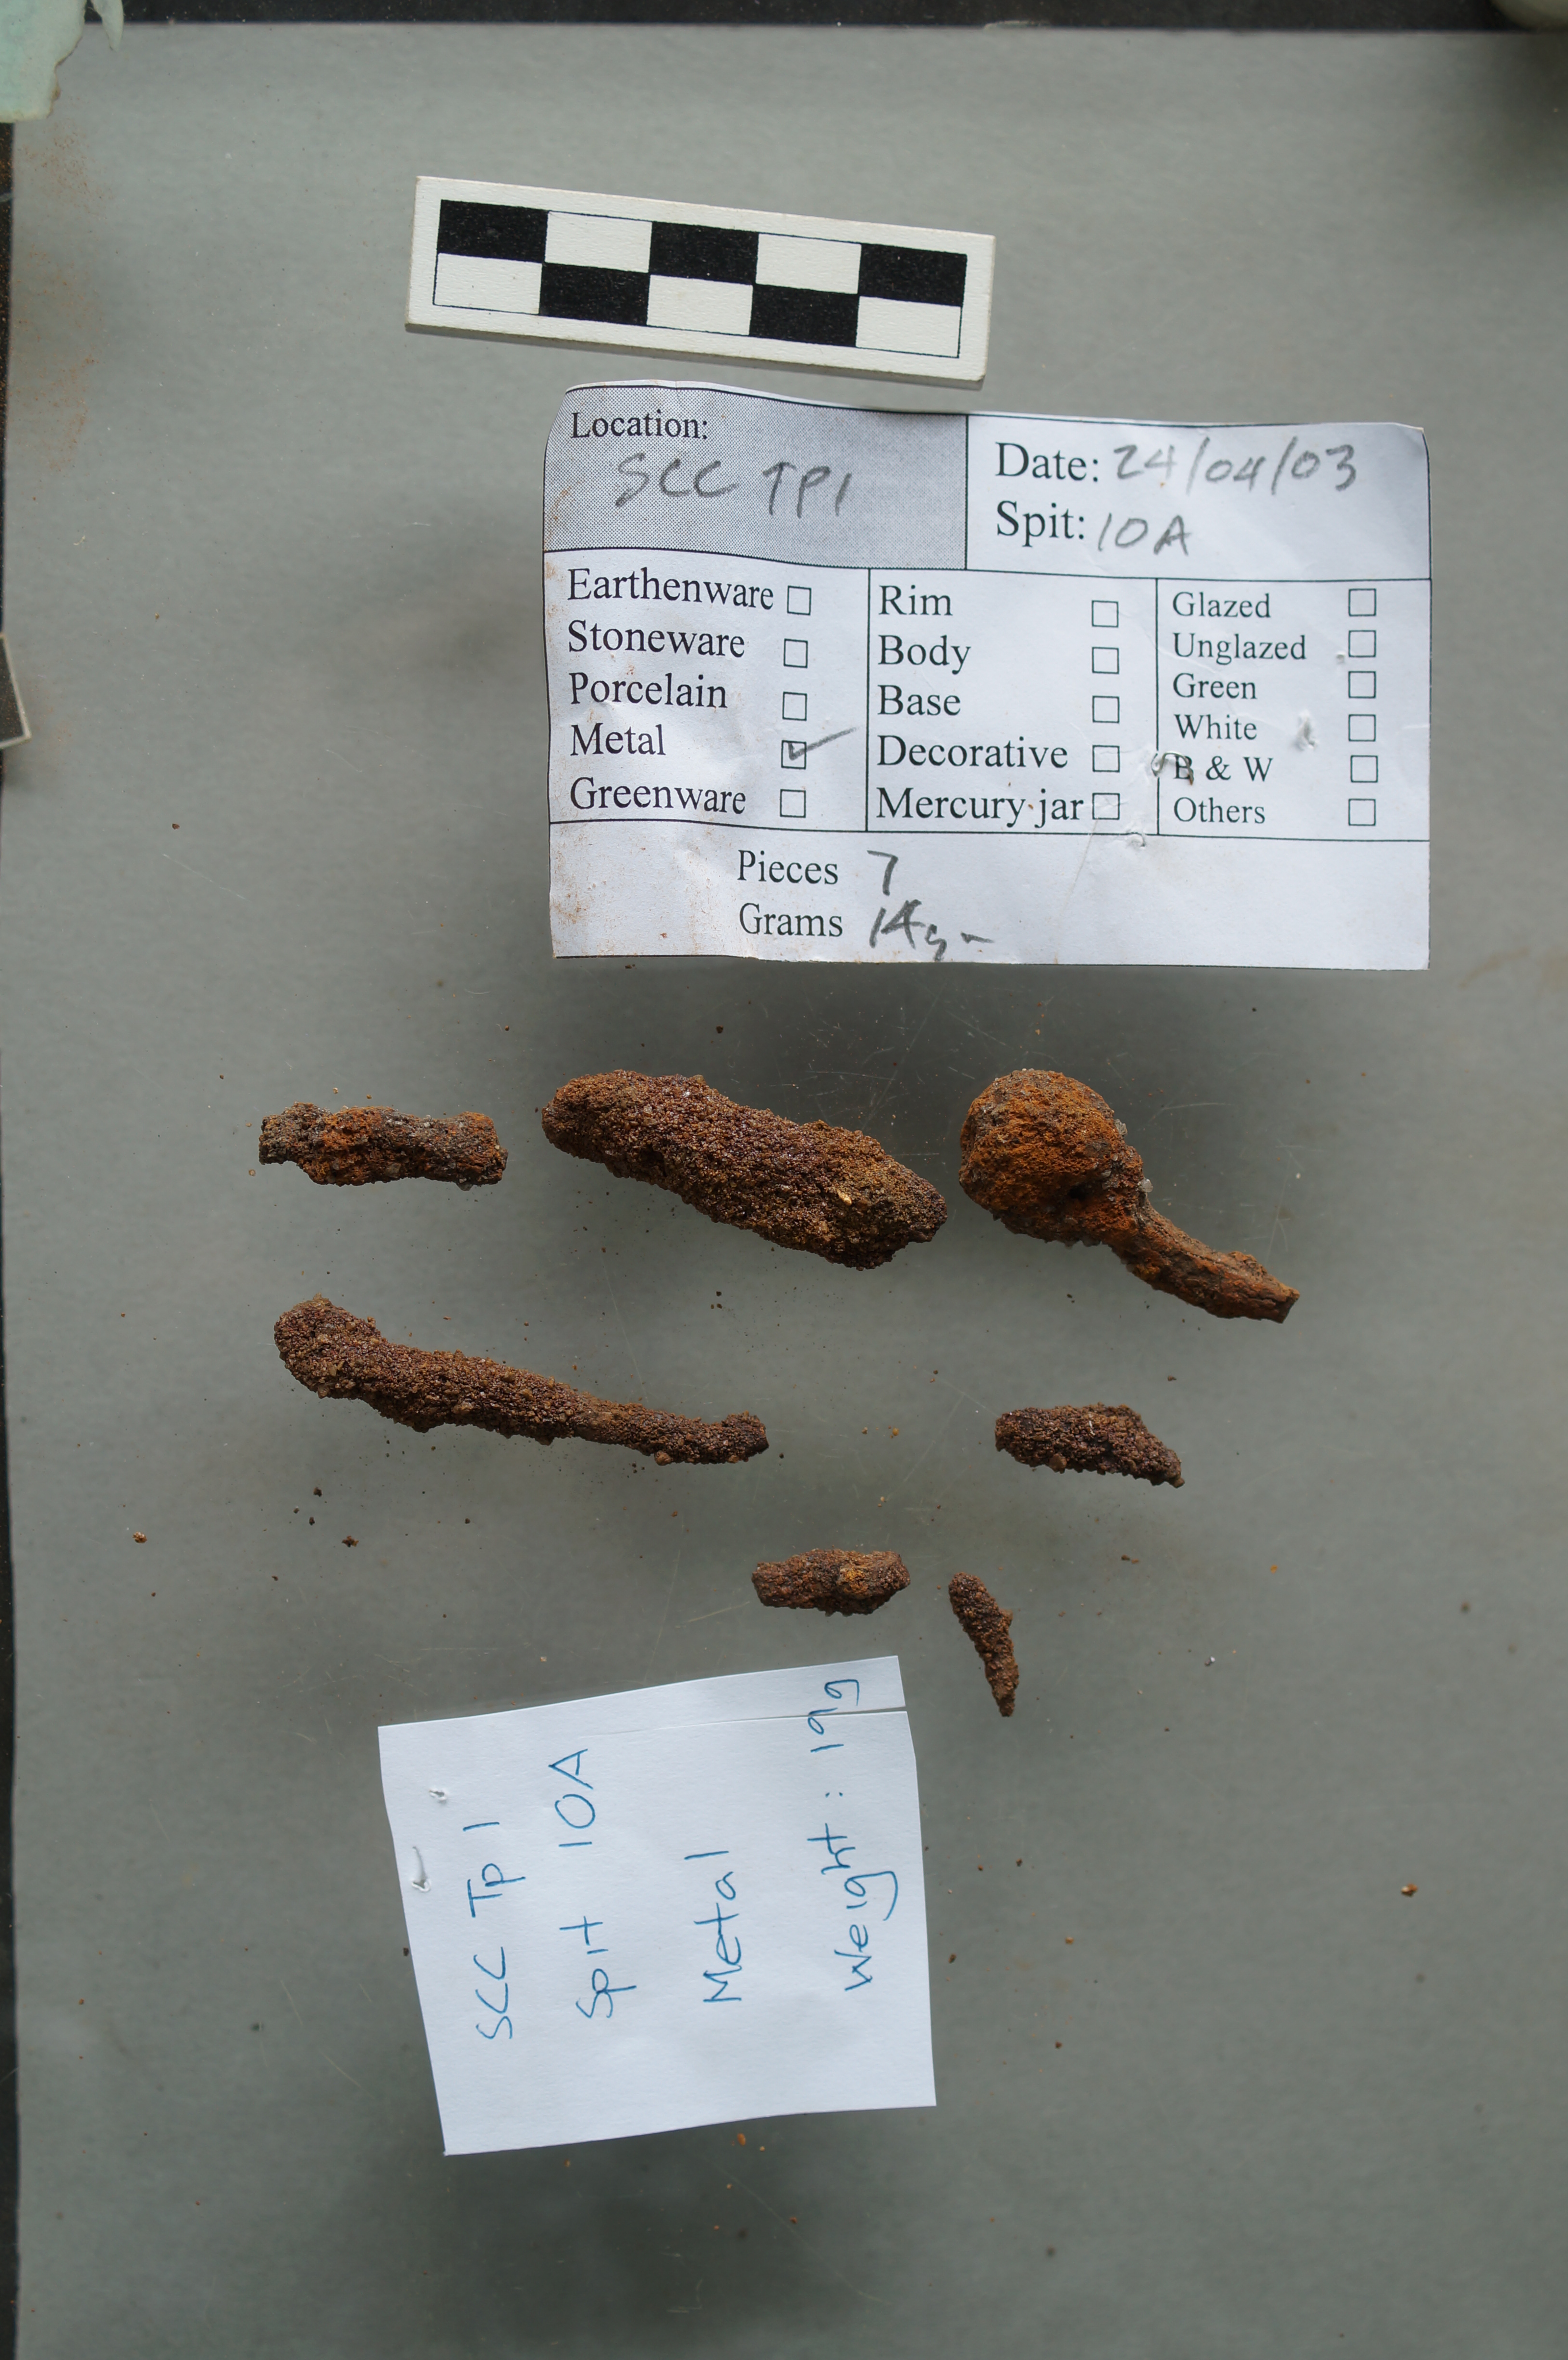 Location:
SCC TP1
Date: 24/04/03
Spit: 10A
Earthenware
Stoneware
Porcelain
Metal
Greenware
Rim
Body
Base
Decorative
Mercury jar
Glazed
Unglazed
Green
White
B & W
Others
Pieces 7
Grams
SCC Tp 1
Spit 10A
Metal
Weight : 19g